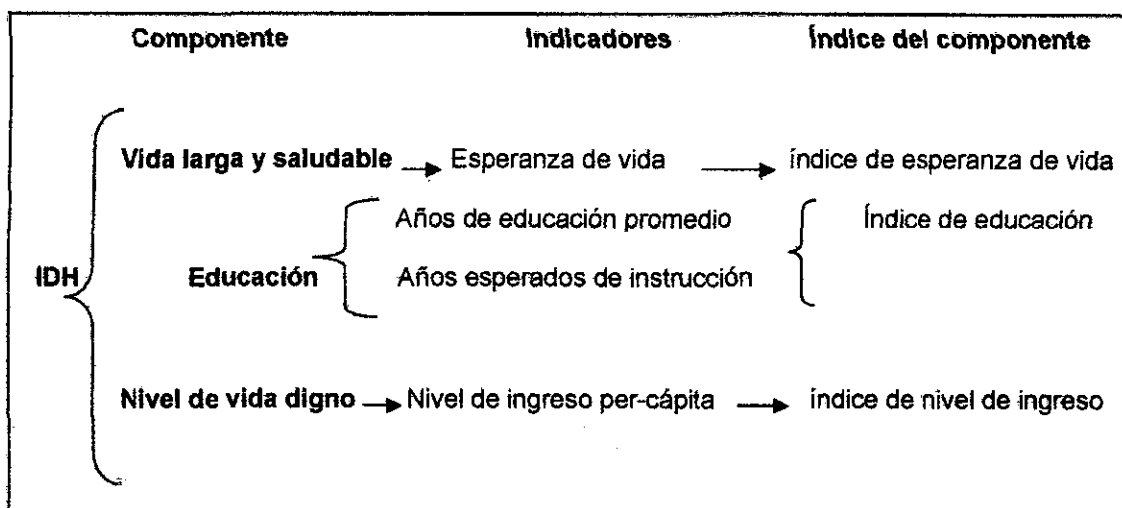 Componente Indicadores Índice del componente
Vida larga y saludable Esperanza de vida índice de esperanza de vida
Años de educación promedio Índice de educación
IDH Educación Años esperados de instrucción
Nivel de vida digno Nivel de ingreso per-cápita índice de nivel de ingreso